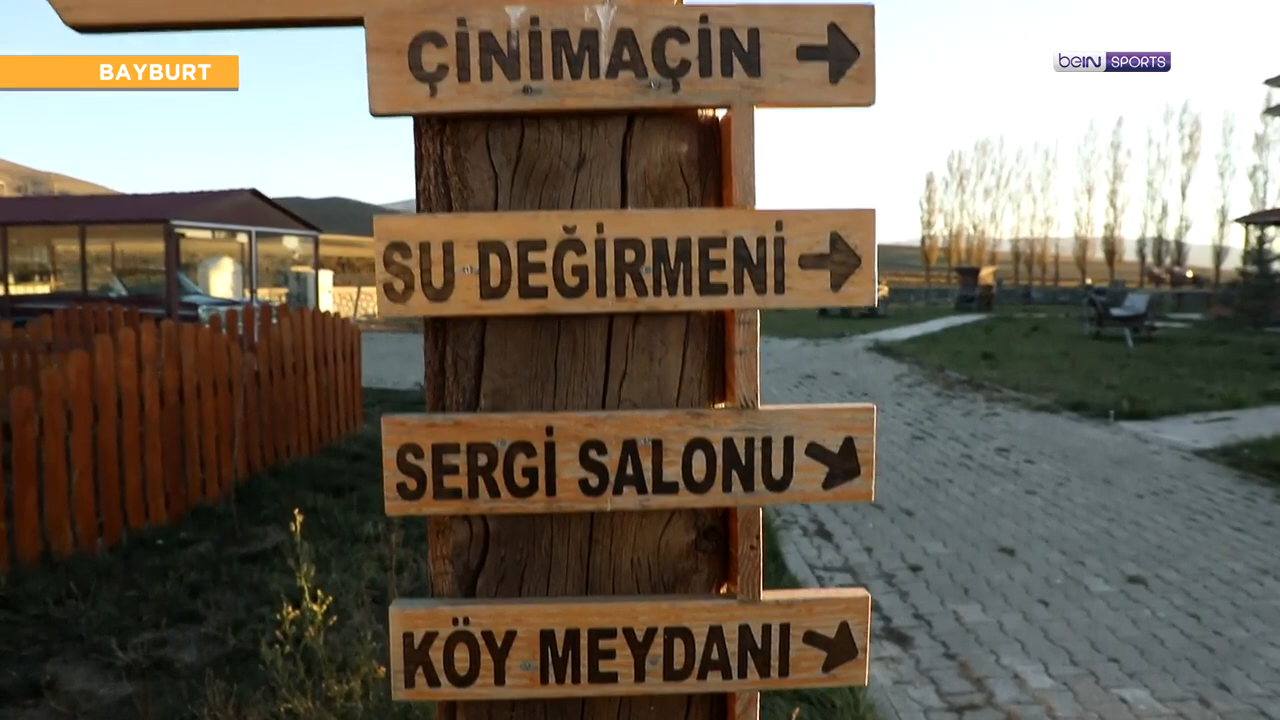 ÇİNİMAÇİN
BAYBURT
beIN SPORTS
SU DEĞİRMENİ
SERGİ SALONU
KÖY MEYDANI